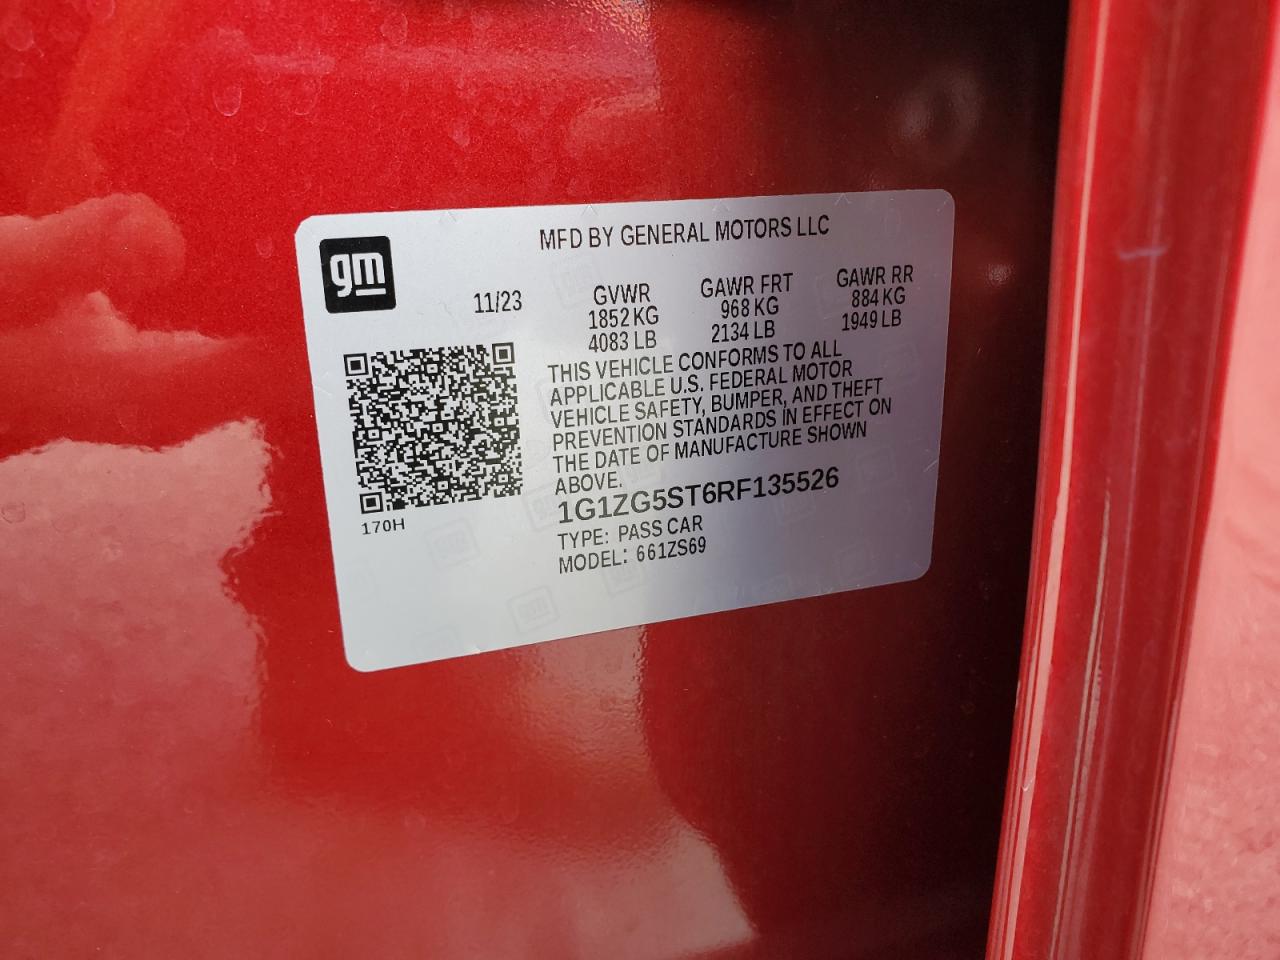 MFD BY GENERAL MOTORS LLC
gm
11/23
GVWR
1852 KG
4083 LB
GAWR FRT
968 KG
2134 LB
GAWR RR
884 KG
1949 LB
THIS VEHICLE CONFORMS TO ALL
APPLICABLE U.S. FEDERAL MOTOR
VEHICLE SAFETY, BUMPER, AND THEFT
PREVENTION STANDARDS IN EFFECT ON
THE DATE OF MANUFACTURE SHOWN
ABOVE.
1G1ZG5ST6RF135526
TYPE: PASS CAR
MODEL: 661ZS69
170H